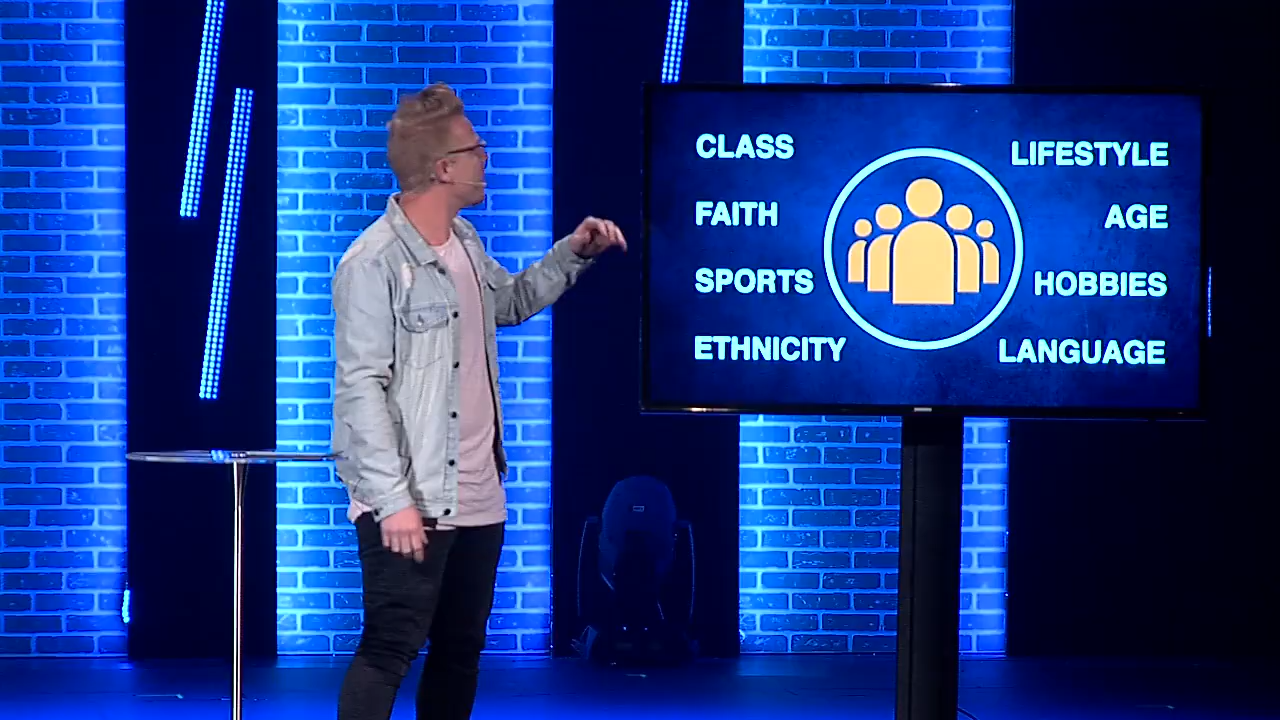 CLASS
FAITH
SPORTS
ETHNICITY
LIFESTYLE
AGE
HOBBIES
LANGUAGE